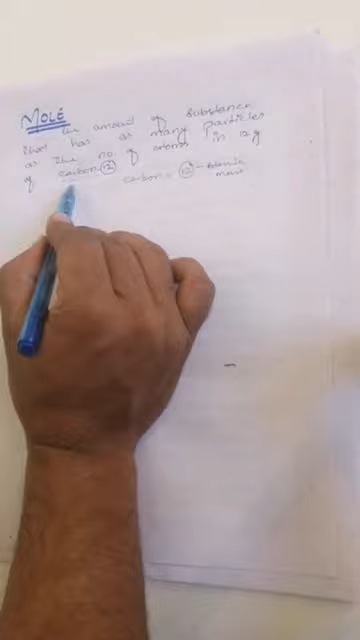 MOLE
the amount of substance
that has as many particles
as the no. of atoms in 12g
of carbon 12 carbon = 12 - atomic
mass